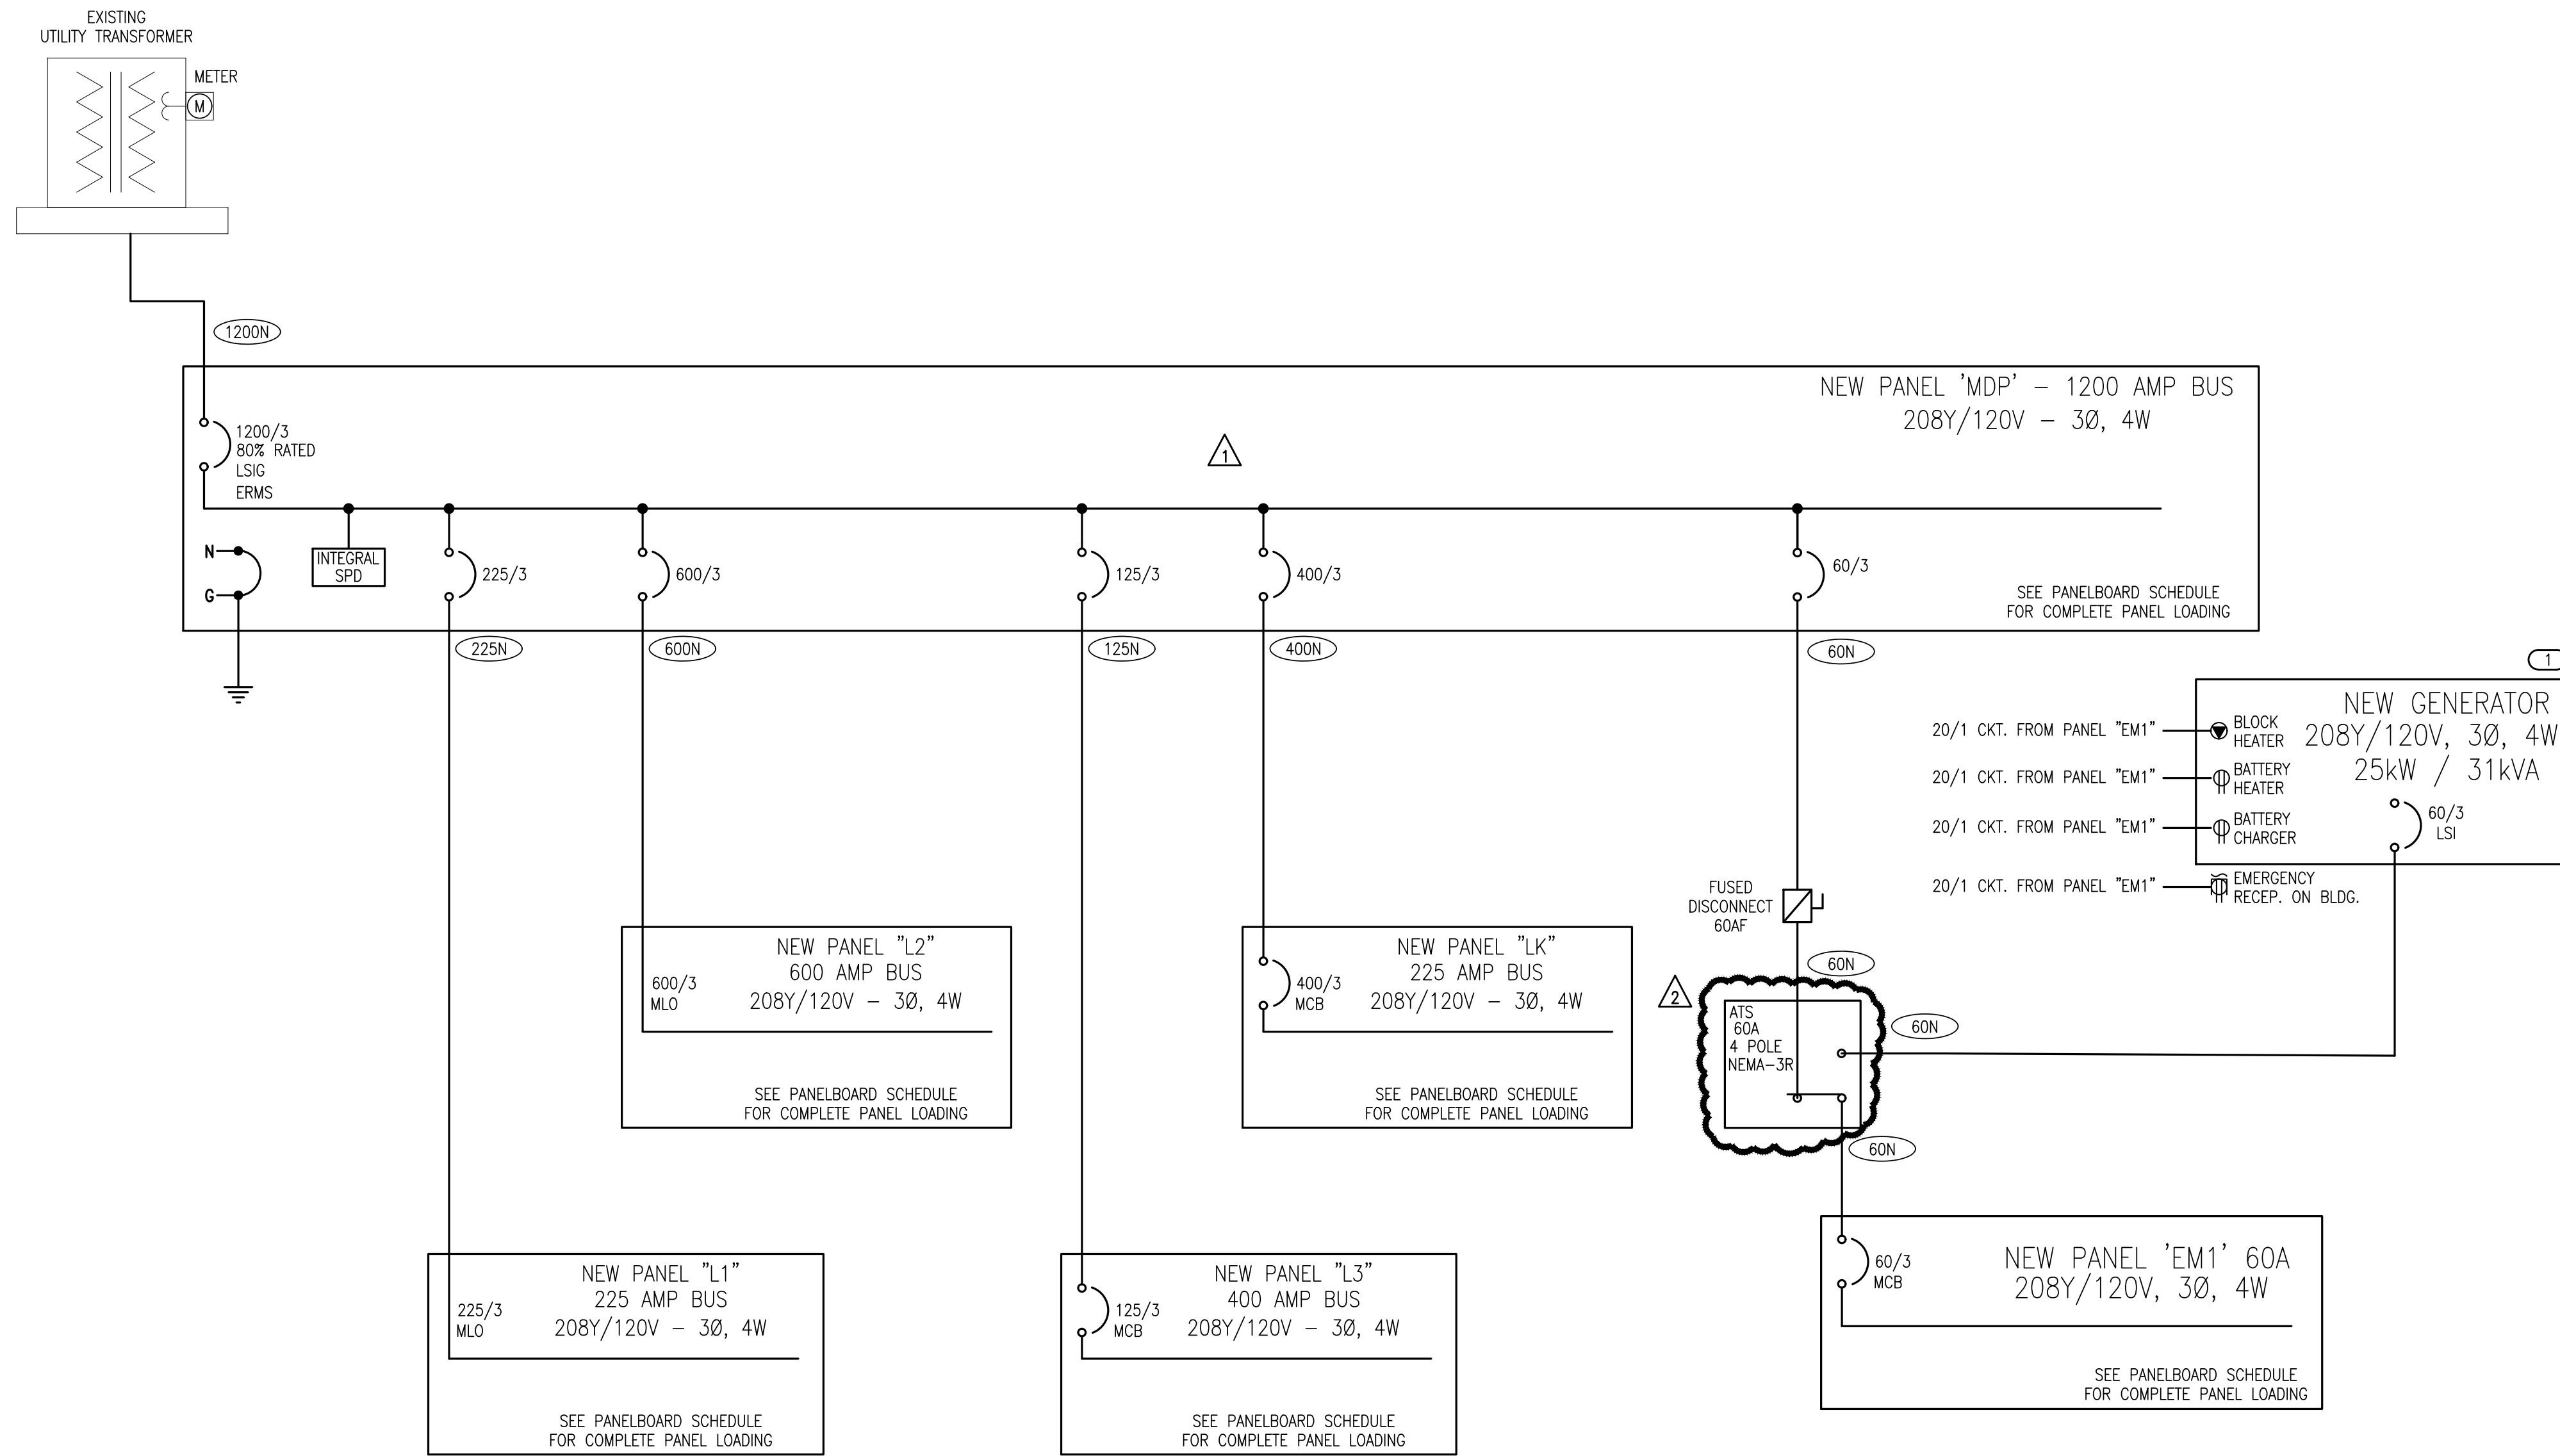 EXISTING
UTILITY TRANSFORMER
METER
M
1200N
NEW PANEL 'MDP' – 1200 AMP BUS
208Y/120V – 3Ø, 4W
1200/3
80% RATED
LSIG
ERMS
1
N
G
INTEGRAL
SPD
225/3
600/3
125/3
400/3
60/3
SEE PANELBOARD SCHEDULE
FOR COMPLETE PANEL LOADING
225N
600N
125N
400N
60N
1
NEW GENERATOR
208Y/120V, 3Ø, 4W
25kW / 31kVA
20/1 CKT. FROM PANEL "EM1"
BLOCK
HEATER
20/1 CKT. FROM PANEL "EM1"
BATTERY
HEATER
20/1 CKT. FROM PANEL "EM1"
BATTERY
CHARGER
60/3
LSI
20/1 CKT. FROM PANEL "EM1"
EMERGENCY
RECEP. ON BLDG.
FUSED
DISCONNECT
60AF
60N
NEW PANEL "L2"
600 AMP BUS
208Y/120V – 3Ø, 4W
600/3
MLO
SEE PANELBOARD SCHEDULE
FOR COMPLETE PANEL LOADING
NEW PANEL "LK"
225 AMP BUS
208Y/120V – 3Ø, 4W
400/3
MCB
SEE PANELBOARD SCHEDULE
FOR COMPLETE PANEL LOADING
2
ATS
60A
4 POLE
NEMA-3R
60N
60N
NEW PANEL "L1"
225 AMP BUS
208Y/120V – 3Ø, 4W
225/3
MLO
SEE PANELBOARD SCHEDULE
FOR COMPLETE PANEL LOADING
NEW PANEL "L3"
400 AMP BUS
208Y/120V – 3Ø, 4W
125/3
MCB
SEE PANELBOARD SCHEDULE
FOR COMPLETE PANEL LOADING
NEW PANEL 'EM1' 60A
208Y/120V, 3Ø, 4W
60/3
MCB
SEE PANELBOARD SCHEDULE
FOR COMPLETE PANEL LOADING